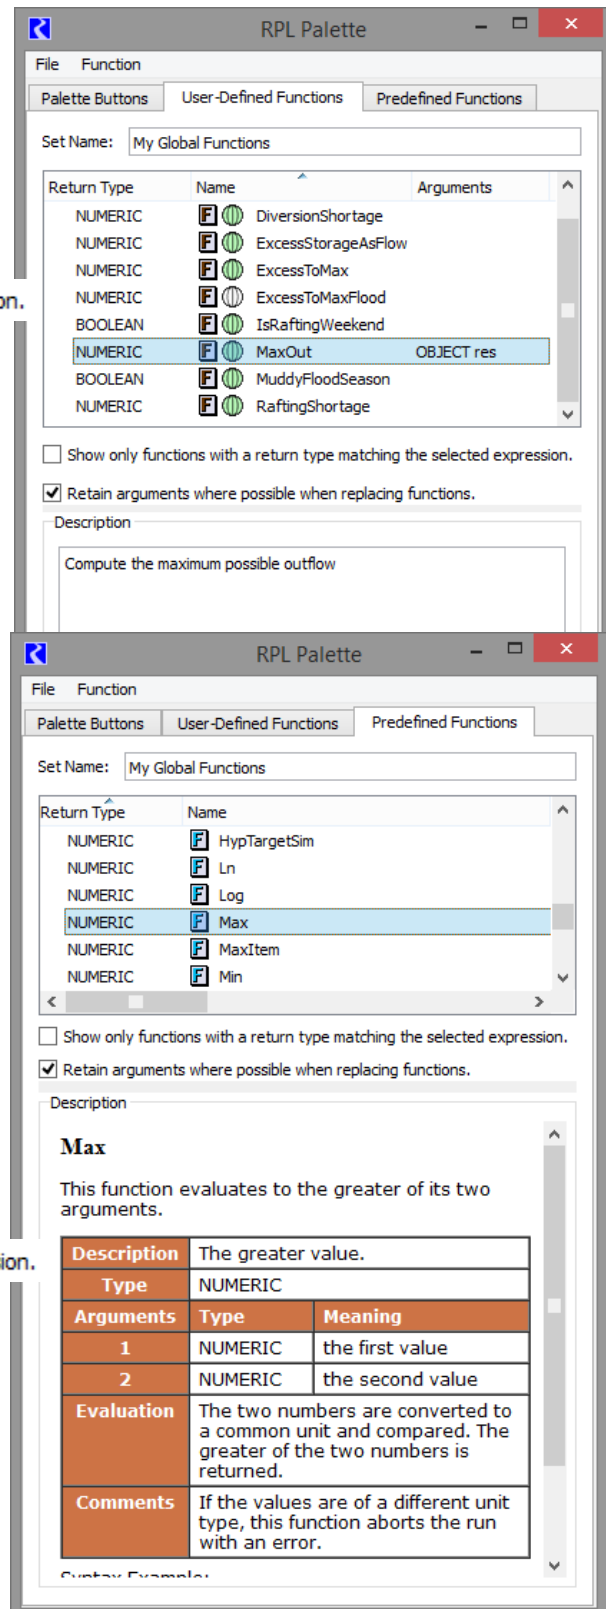 RPL Palette
File Function
Palette Buttons User-Defined Functions Predefined Functions
Set Name: My Global Functions
Return Type Name Arguments
NUMERIC F DiversionShortage
NUMERIC F ExcessStorageAsFlow
NUMERIC F ExcessToMax
on.
NUMERIC F ExcessToMaxFlood
BOOLEAN F IsRaftingWeekend
NUMERIC F MaxOut OBJECT res
BOOLEAN F MuddyFloodSeason
NUMERIC F RaftingShortage
Show only functions with a return type matching the selected expression.
Retain arguments where possible when replacing functions.
Description
Compute the maximum possible outflow
RPL Palette
File Function
Palette Buttons User-Defined Functions Predefined Functions
Set Name: My Global Functions
Return Type Name
NUMERIC F HypTargetSim
NUMERIC F Ln
NUMERIC F Log
NUMERIC F Max
NUMERIC F MaxItem
NUMERIC F Min
Show only functions with a return type matching the selected expression.
Retain arguments where possible when replacing functions.
Description
Max
This function evaluates to the greater of its two
arguments.
Description The greater value.
sion.
Type NUMERIC
Arguments Type Meaning
1 NUMERIC the first value
2 NUMERIC the second value
Evaluation The two numbers are converted to
a common unit and compared. The
greater of the two numbers is
returned.
Comments If the values are of a different unit
type, this function aborts the run
with an error.
Syntax Example: